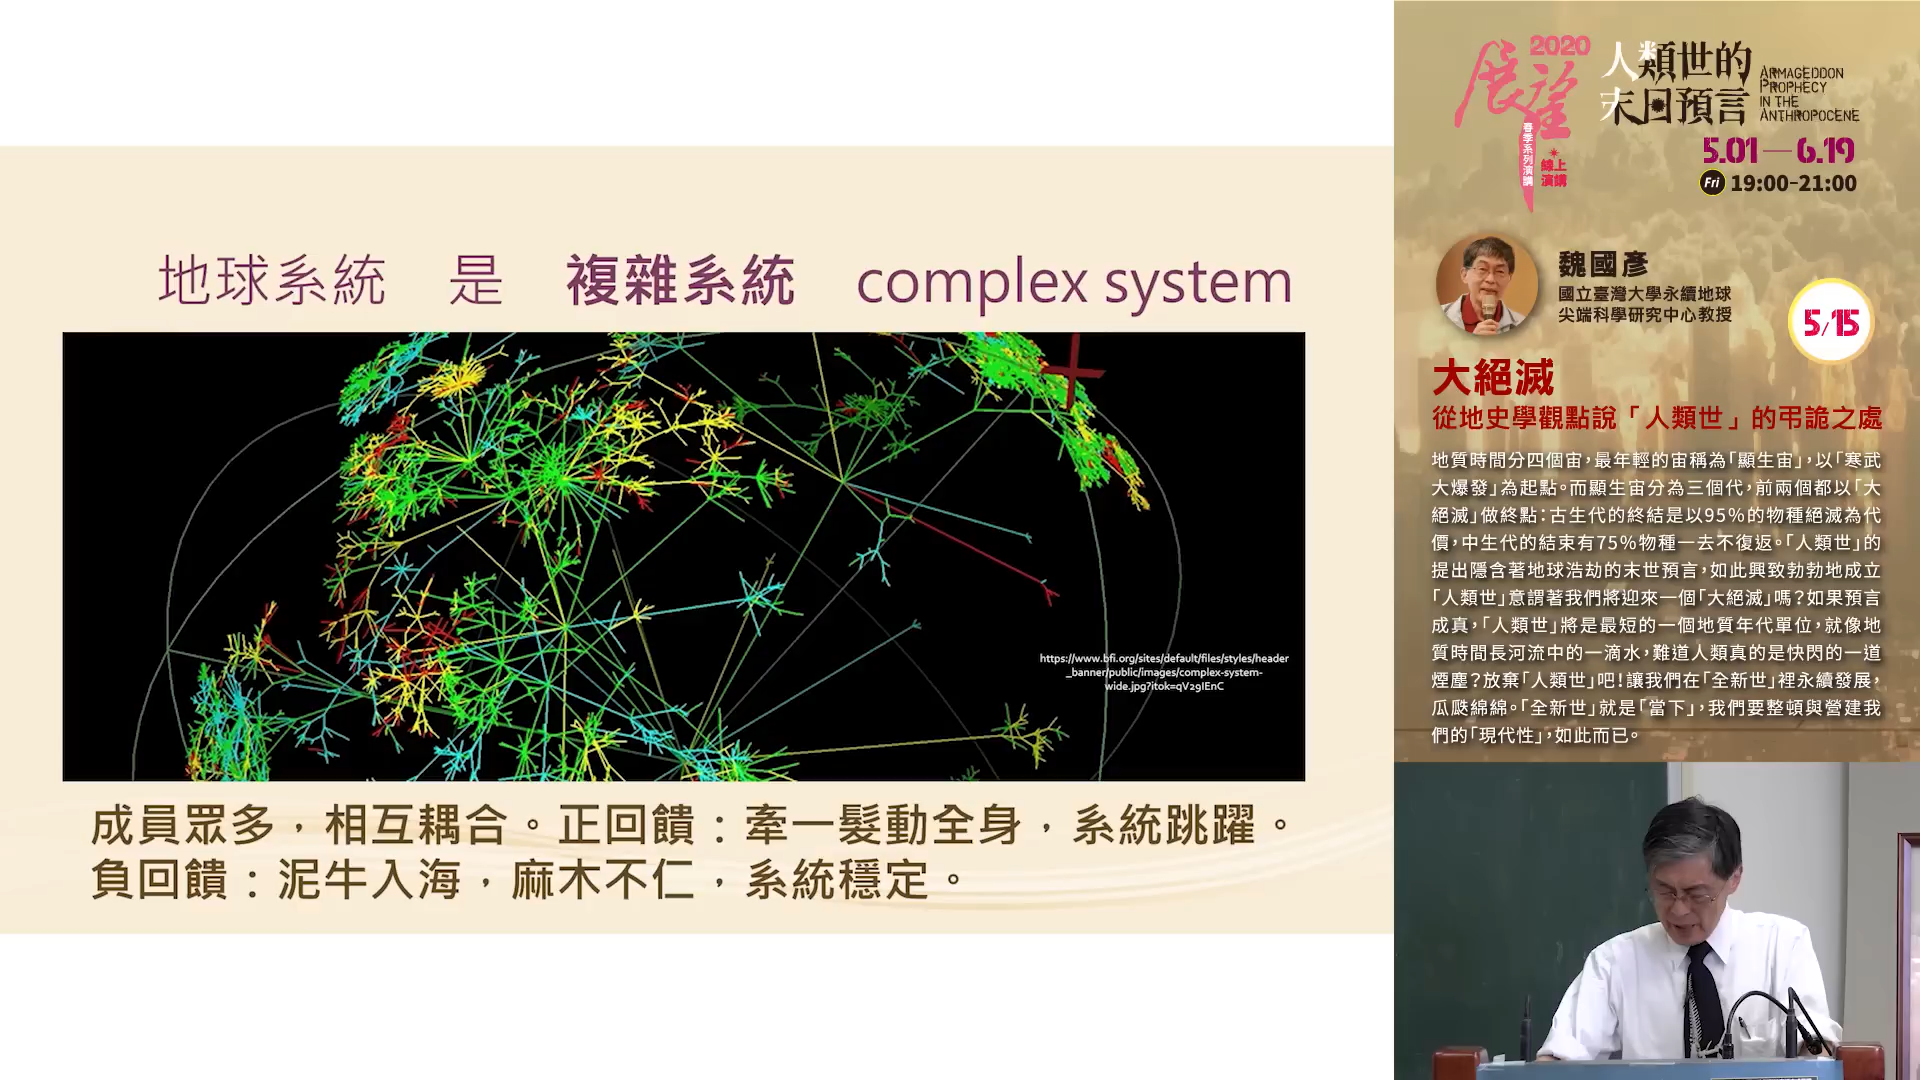 地球系統 是 複雜系統 complex system
https://www.bfi.org/sites/default/files/styles/header
_banner/public/images/complex-system-
wide.jpg?itok=qV29IEnC
成員眾多，相互耦合。正回饋：牽一髮動全身，系統跳躍。
負回饋：泥牛入海，麻木不仁，系統穩定。
2020
展望
春季系列演講
線上
演講
人類世的
末日預言
ARMAGEDDON
PROPHECY
IN THE
ANTHROPOCENE
5.01—6.19
Fri 19:00-21:00
魏國彥
國立臺灣大學永續地球
尖端科學研究中心教授
5/15
大絕滅
從地史學觀點說「人類世」的弔詭之處
地質時間分四個宙，最年輕的宙稱為「顯生宙」，以「寒武
大爆發」為起點。而顯生宙分為三個代，前兩個都以「大
絕滅」做終點：古生代的終結是以95%的物種絕滅為代
價，中生代的結束有75%物種一去不復返。「人類世」的
提出隱含著地球浩劫的末世預言，如此興致勃勃地成立
「人類世」意謂著我們將迎來一個「大絕滅」嗎？如果預言
成真，「人類世」將是最短的一個地質年代單位，就像地
質時間長河流中的一滴水，難道人類真的是快閃的一道
煙塵？放棄「人類世」吧！讓我們在「全新世」裡永續發展，
瓜瓞綿綿。「全新世」就是「當下」，我們要整頓與營建我
們的「現代性」，如此而已。